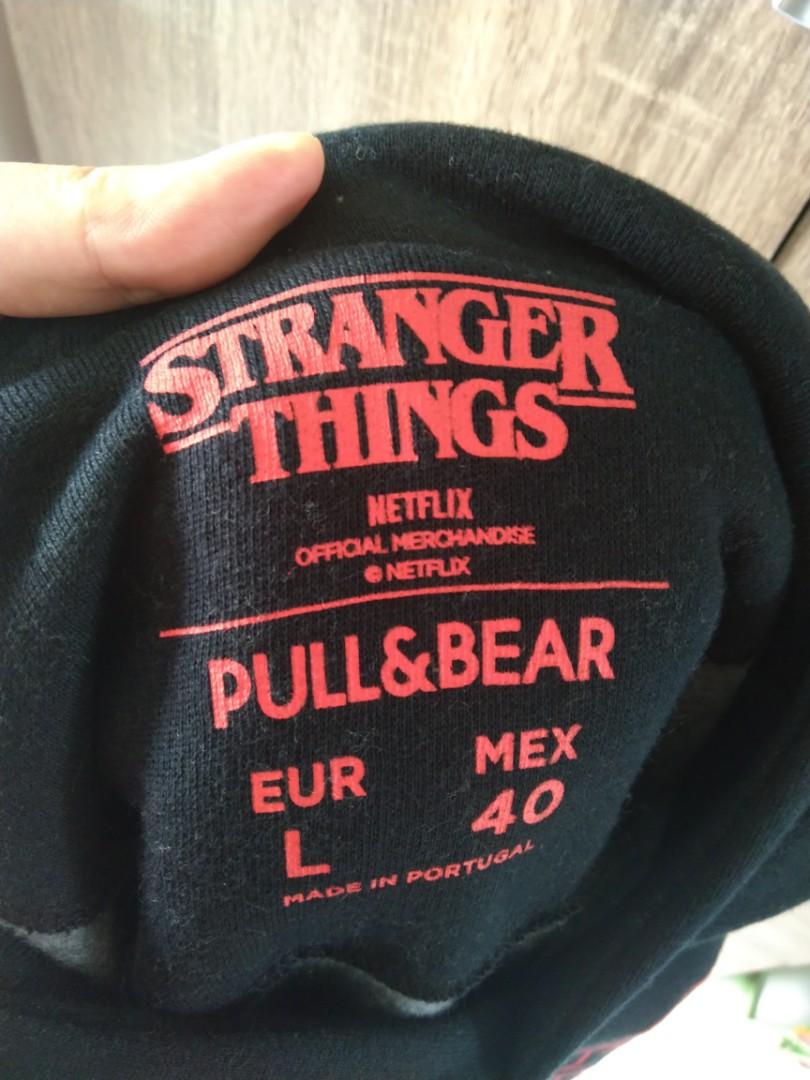 STRANGER
THINGS
NETFLIX
OFFICIAL MERCHANDISE
© NETFLIX
PULL&BEAR
EUR MEX
L 40
MADE IN PORTUGAL